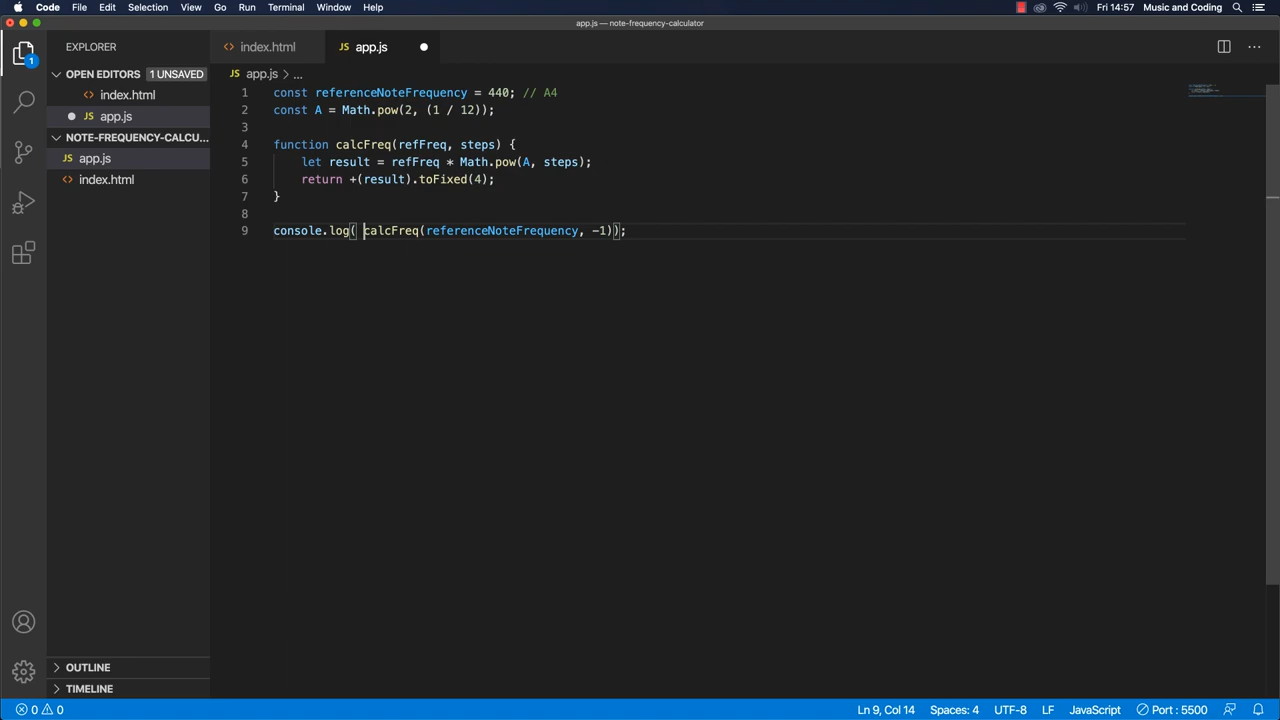 Code File Edit Selection View Go Run Terminal Window Help Fri 14:57 Music and Coding
app.js — note-frequency-calculator
EXPLORER
index.html
app.js
OPEN EDITORS 1 UNSAVED
index.html
JS app.js
NOTE-FREQUENCY-CALCU...
JS app.js
index.html
1
JS app.js > ...
1 const referenceNoteFrequency = 440; // A4
2 const A = Math.pow(2, (1 / 12));
3
4 function calcFreq(refFreq, steps) {
5 let result = refFreq * Math.pow(A, steps);
6 return +(result).toFixed(4);
7 }
8
9 console.log( calcFreq(referenceNoteFrequency, -1));
OUTLINE
TIMELINE
0 0 Ln 9, Col 14 Spaces: 4 UTF-8 LF JavaScript Port : 5500